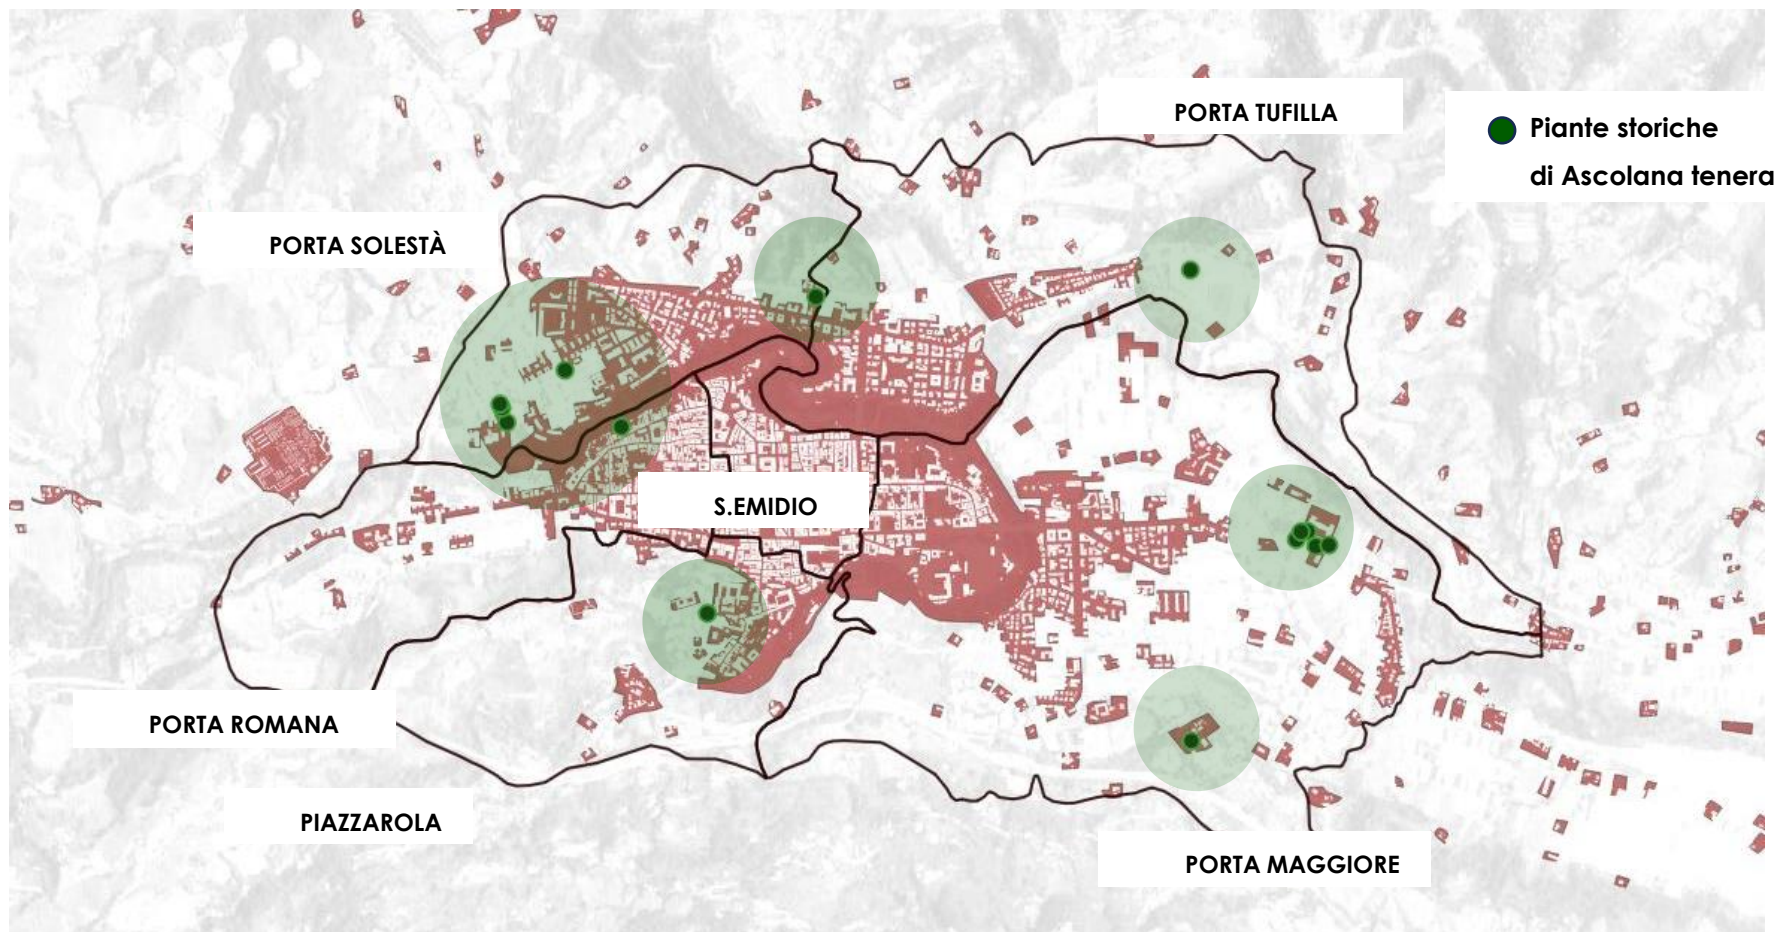 PORTA TUFILLA
Piante storiche
di Ascolana tenera
PORTA SOLESTÀ
S.EMIDIO
PORTA ROMANA
PIAZZAROLA
PORTA MAGGIORE